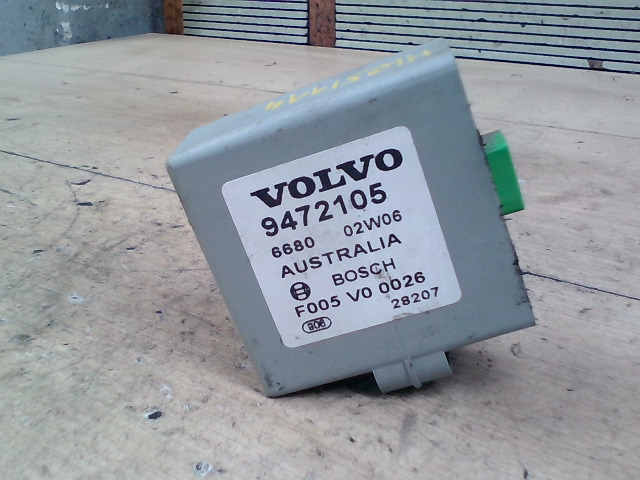 VOLVO
9472105
6680 02W06
AUSTRALIA
BOSCH
F005 V0 0026
28207